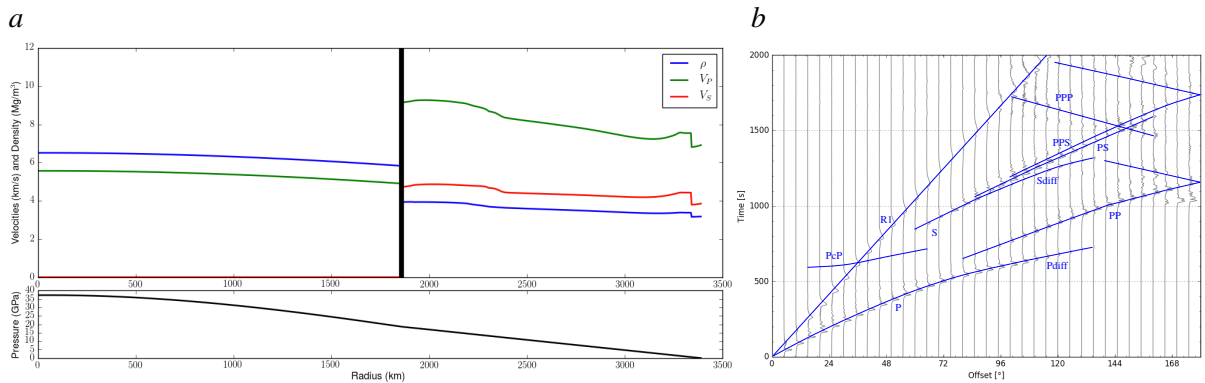 a
b
Velocities (km/s) and Density (Mg/m³)
12
10
8
6
4
2
0
ρ
V_P
V_S
0 500 1000 1500 2000 2500 3000 3500
Pressure (GPa)
40
35
30
25
20
15
10
5
0
0 500 1000 1500 2000 2500 3000 3500
Radius (km)
Time [s]
2000
1500
1000
500
0
PPP
PPS
PS
Sdiff
R1
S
PP
PcP
Pdiff
P
0 24 48 72 96 120 144 168
Offset [°]